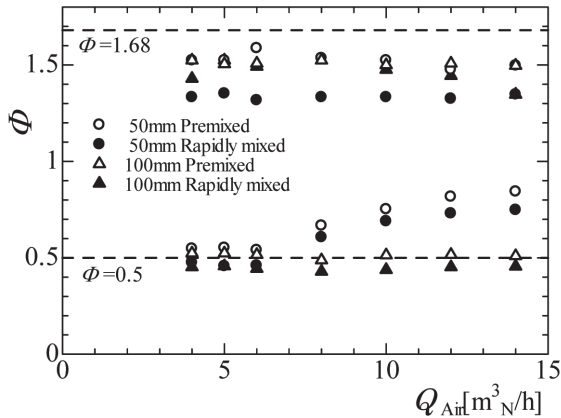 Φ=1.68
1.5
Φ
50mm Premixed
50mm Rapidly mixed
100mm Premixed
100mm Rapidly mixed
1
0.5
Φ=0.5
0
0 5 10 15
Q Air[m³N/h]